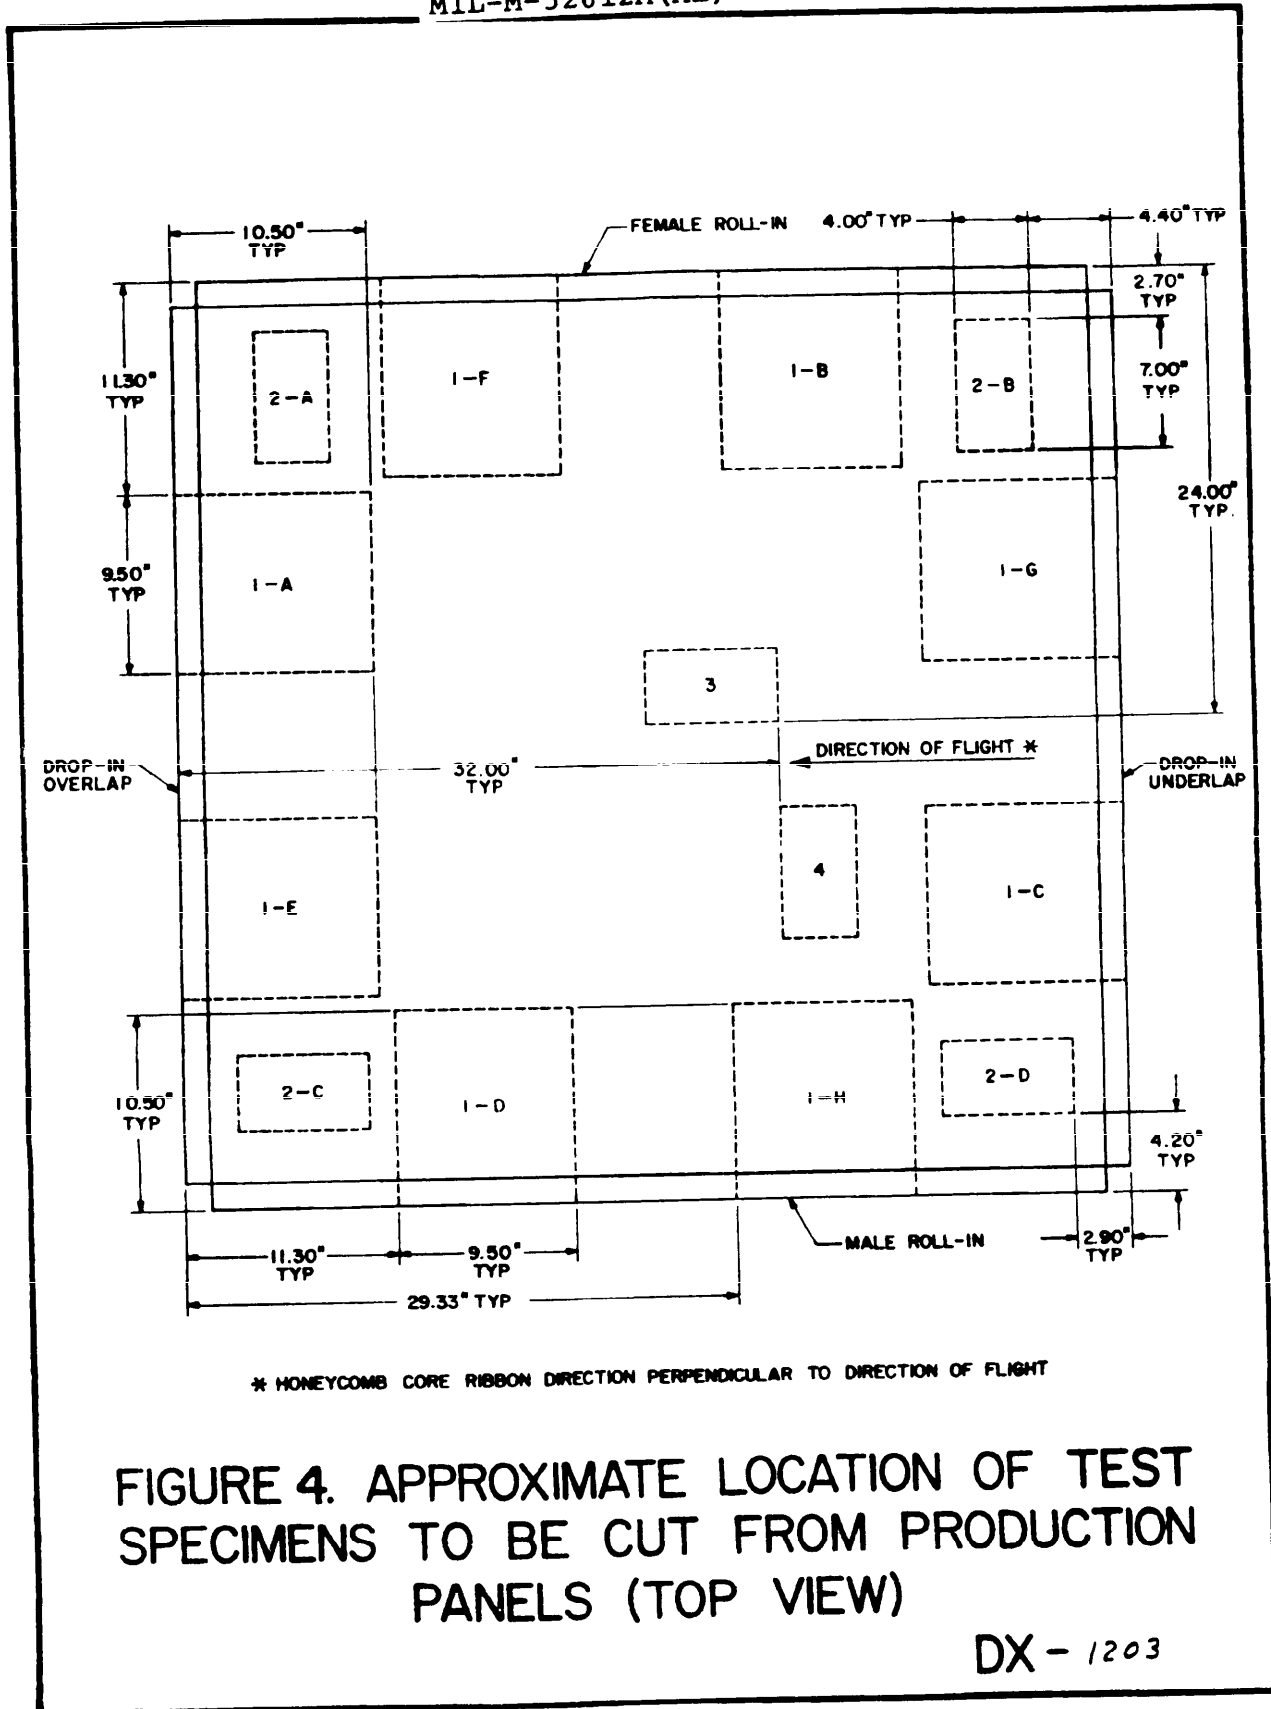 FEMALE ROLL-IN 4.00" TYP
4.40" TYP
10.50"
TYP
2.70"
TYP
11.30"
TYP
1-F
1-B
7.00"
TYP
2-A
2-B
24.00"
TYP.
9.50"
TYP
1-A
1-G
3
DIRECTION OF FLIGHT *
DROP-IN
OVERLAP
32.00"
TYP
DROP-IN
UNDERLAP
4
1-E
1-C
10.50"
TYP
2-C
1-D
1-H
2-D
4.20"
TYP
MALE ROLL-IN
2.90"
TYP
11.30"
TYP
9.50"
TYP
29.33" TYP
* HONEYCOMB CORE RIBBON DIRECTION PERPENDICULAR TO DIRECTION OF FLIGHT
FIGURE 4. APPROXIMATE LOCATION OF TEST
SPECIMENS TO BE CUT FROM PRODUCTION
PANELS (TOP VIEW)
DX - 1203